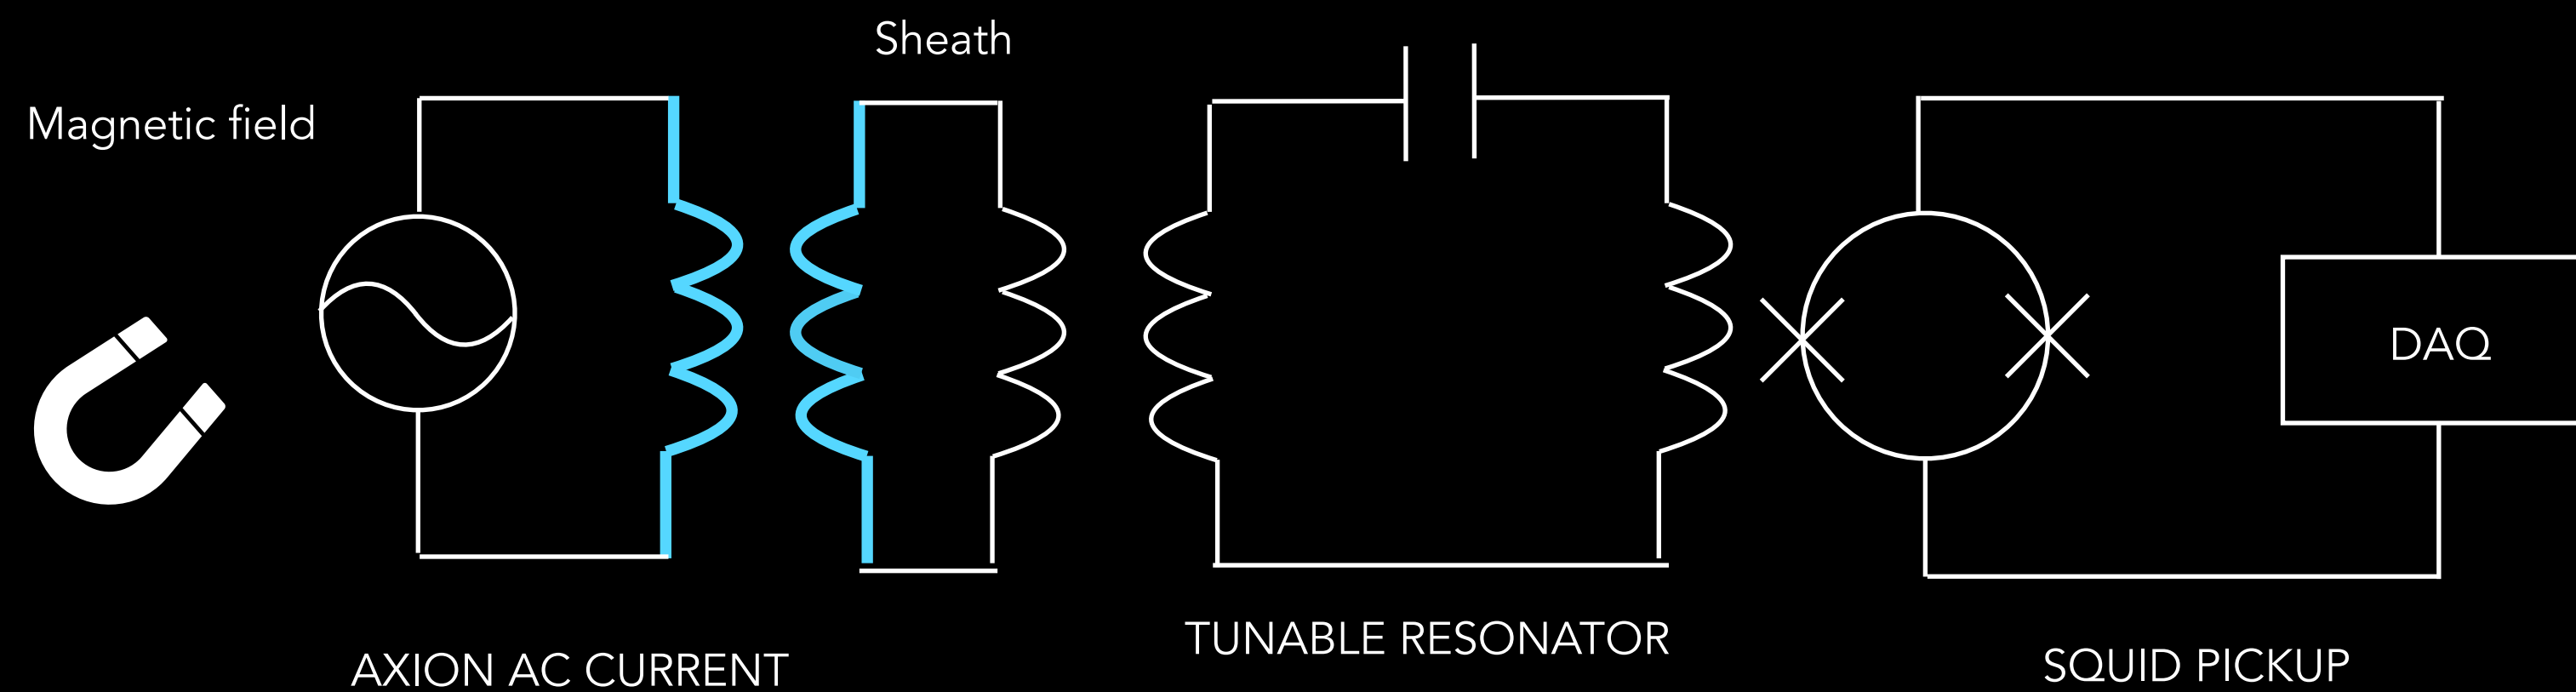 Sheath
Magnetic field
DAQ
TUNABLE RESONATOR
AXION AC CURRENT
SQUID PICKUP